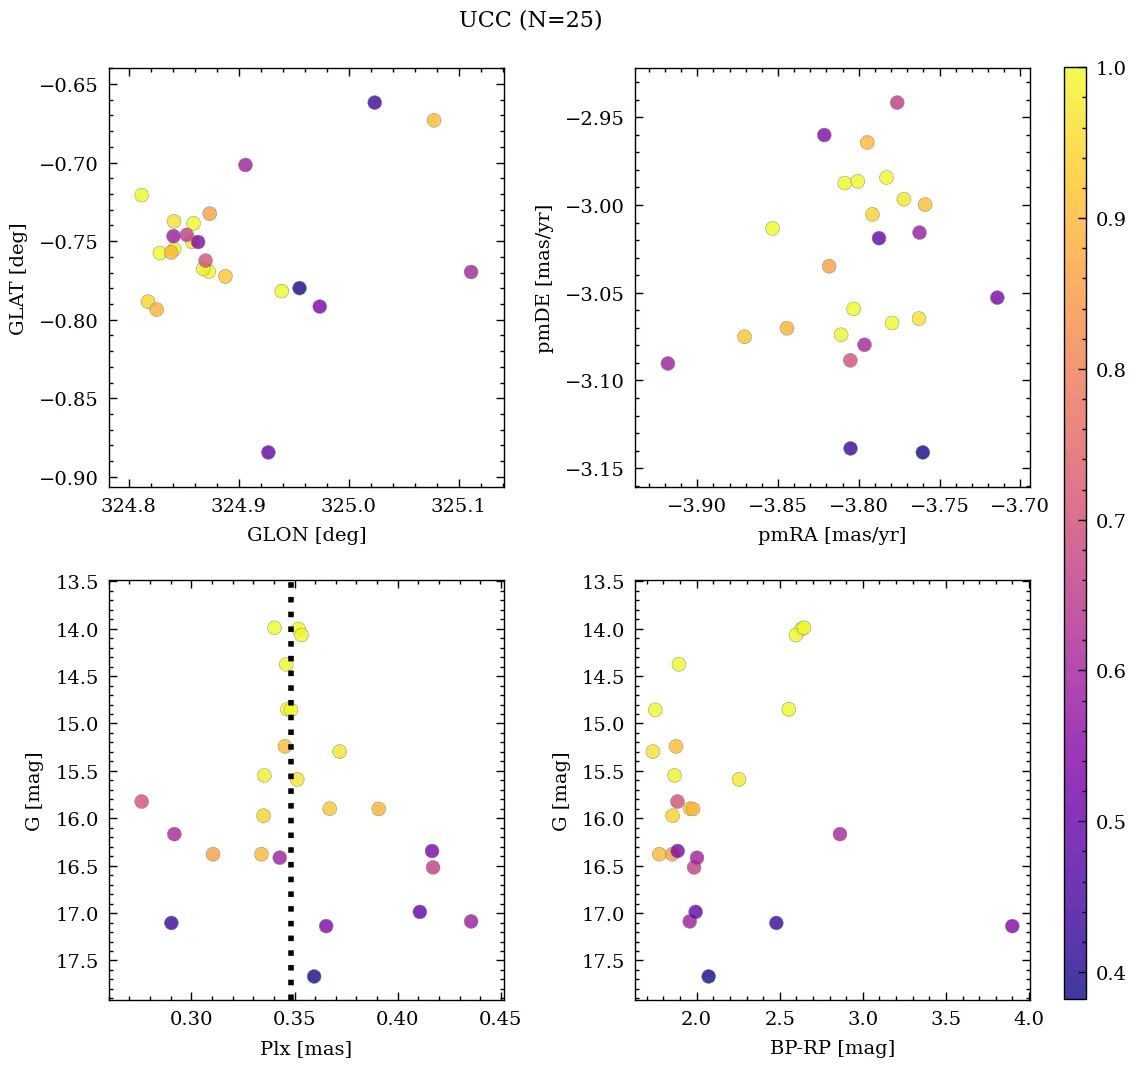 UCC (N=25)
−0.65
−0.70
−0.75
−0.80
−0.85
−0.90
GLAT [deg]
324.8 324.9 325.0 325.1
GLON [deg]
−2.95
−3.00
−3.05
−3.10
−3.15
pmDE [mas/yr]
−3.90 −3.85 −3.80 −3.75 −3.70
pmRA [mas/yr]
13.5
14.0
14.5
15.0
15.5
16.0
16.5
17.0
17.5
G [mag]
0.30 0.35 0.40 0.45
Plx [mas]
13.5
14.0
14.5
15.0
15.5
16.0
16.5
17.0
17.5
G [mag]
2.0 2.5 3.0 3.5 4.0
BP-RP [mag]
1.0
0.9
0.8
0.7
0.6
0.5
0.4